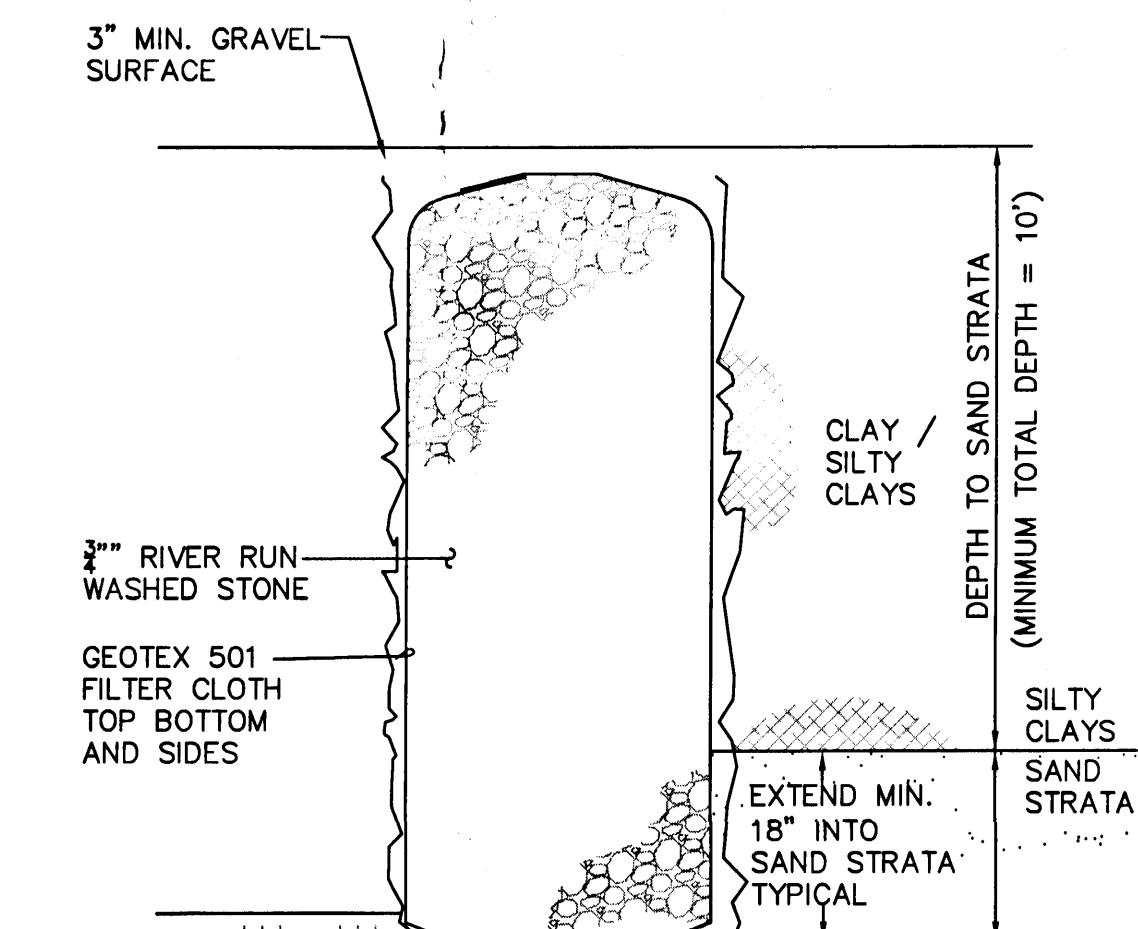 3" MIN. GRAVEL
SURFACE
CLAY /
SILTY
CLAYS
DEPTH TO SAND STRATA
(MINIMUM TOTAL DEPTH = 10')
3/4"" RIVER RUN
WASHED STONE
GEOTEX 501
FILTER CLOTH
TOP BOTTOM
AND SIDES
SILTY
CLAYS
SAND
STRATA
EXTEND MIN.
18" INTO
SAND STRATA
TYPICAL